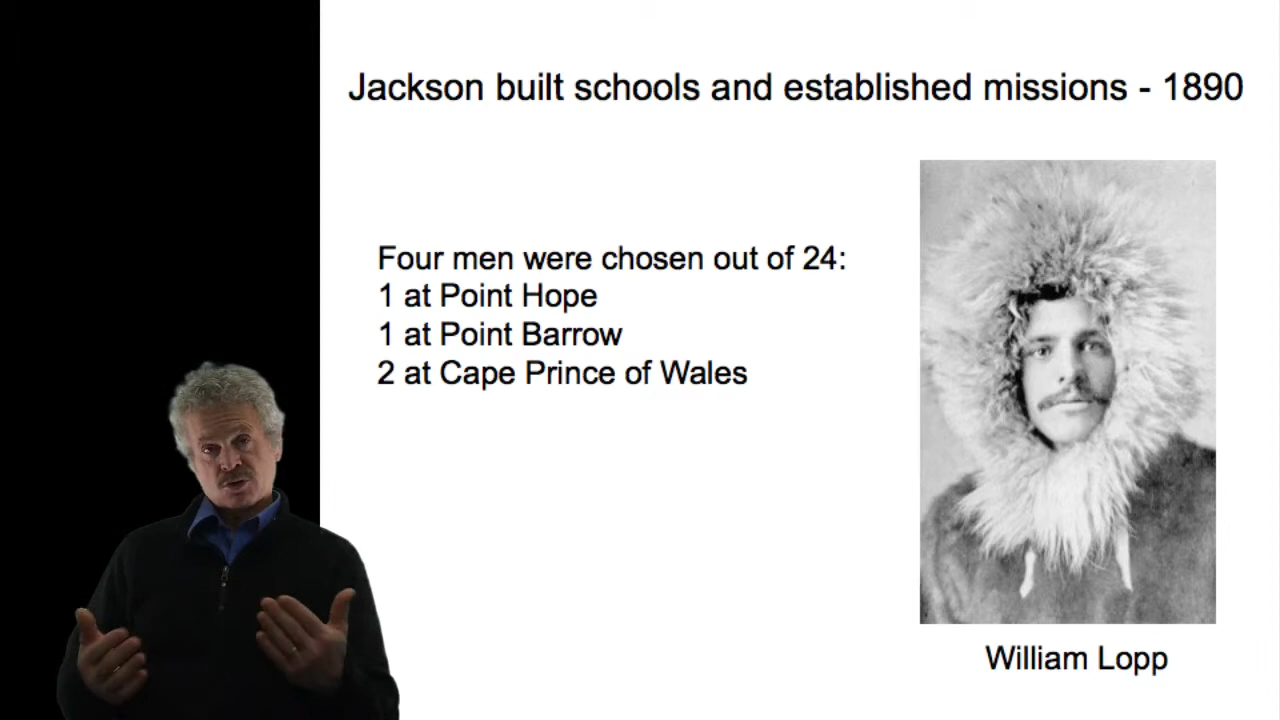 Jackson built schools and established missions - 1890
Four men were chosen out of 24:
1 at Point Hope
1 at Point Barrow
2 at Cape Prince of Wales
William Lopp